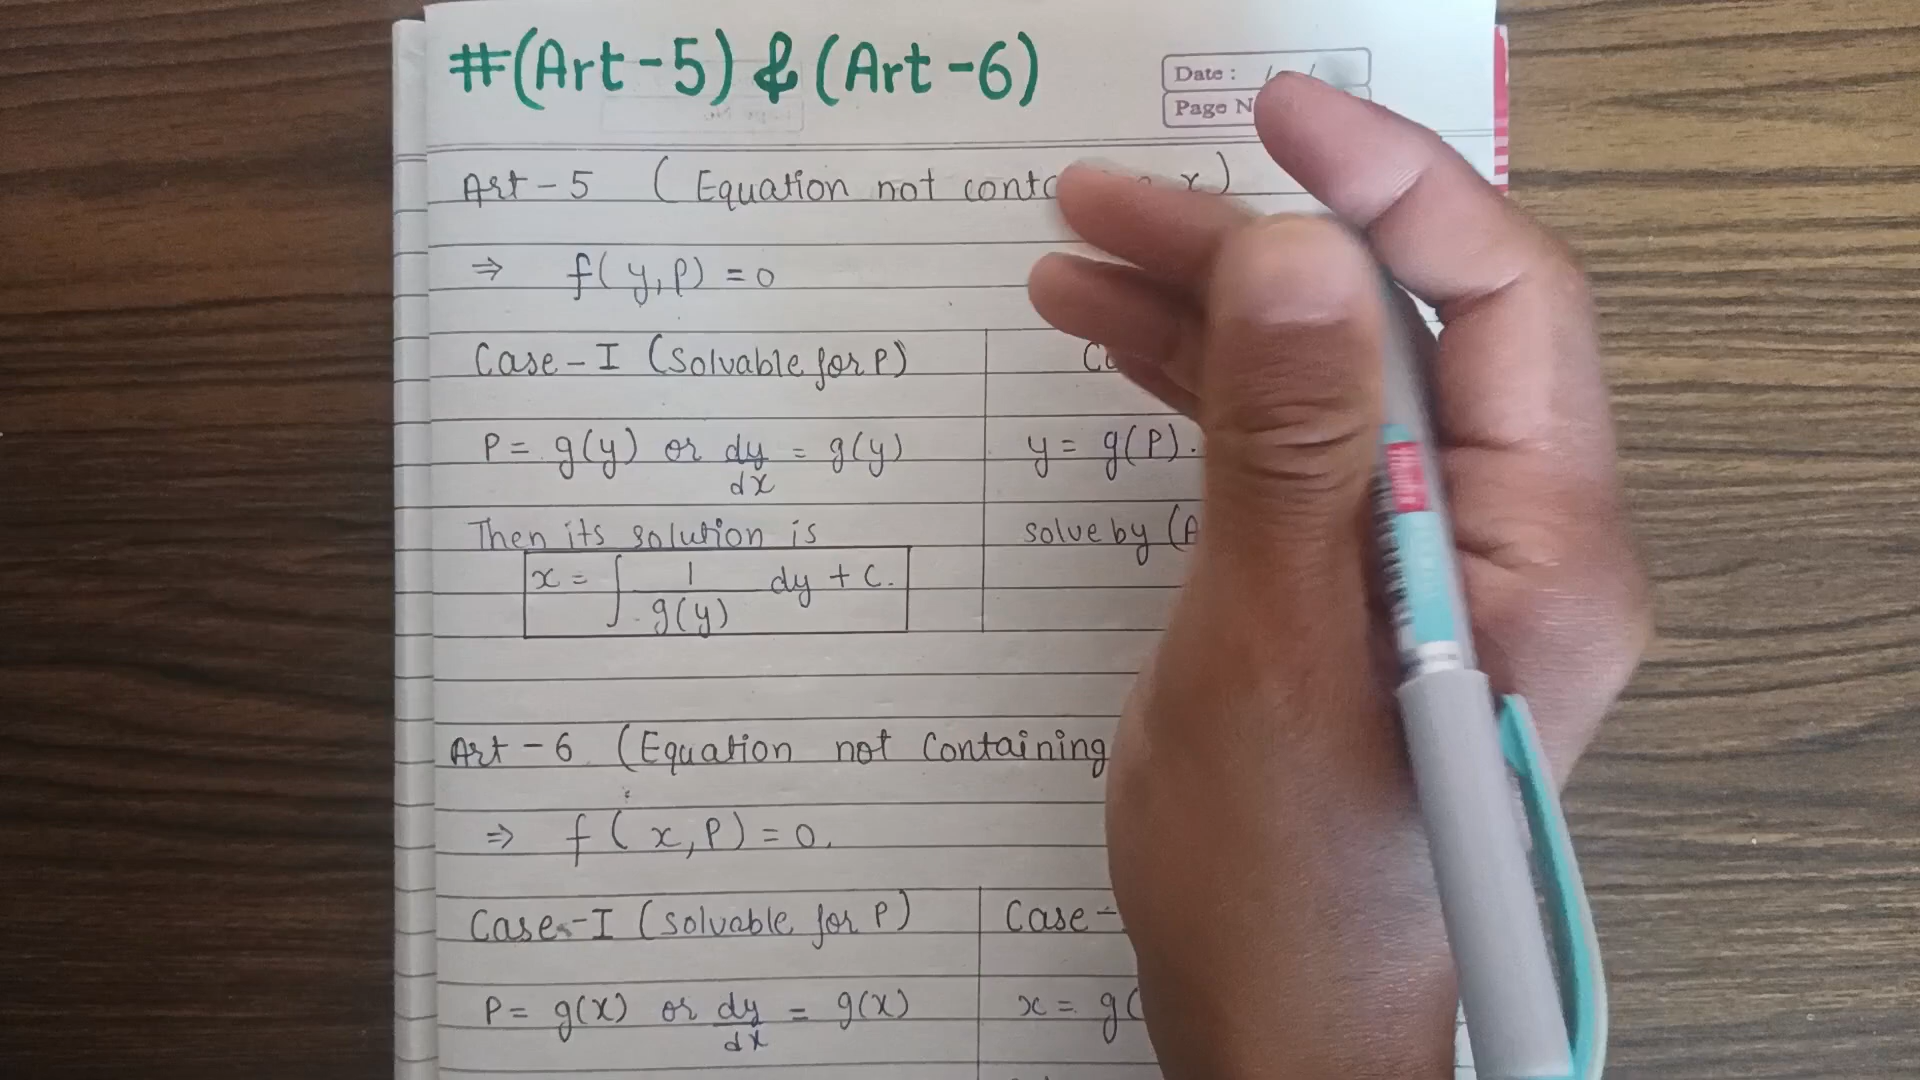 #(Art-5) & (Art-6)
Date :
Page
Art - 5 ( Equation not x)
⇒ f( y, P) = 0
Case - I (Solvable for P)
P = g(y) or dy/dx = g(y)
y = g(P).
Then its solution is
solve by
x = ∫ 1/g(y) dy + c.
Art - 6 (Equation not Containing
⇒ f ( x, P) = 0.
Case - I (Solvable for P)
Case -
P = g(x) or dy/dx = g(x)
x = g(